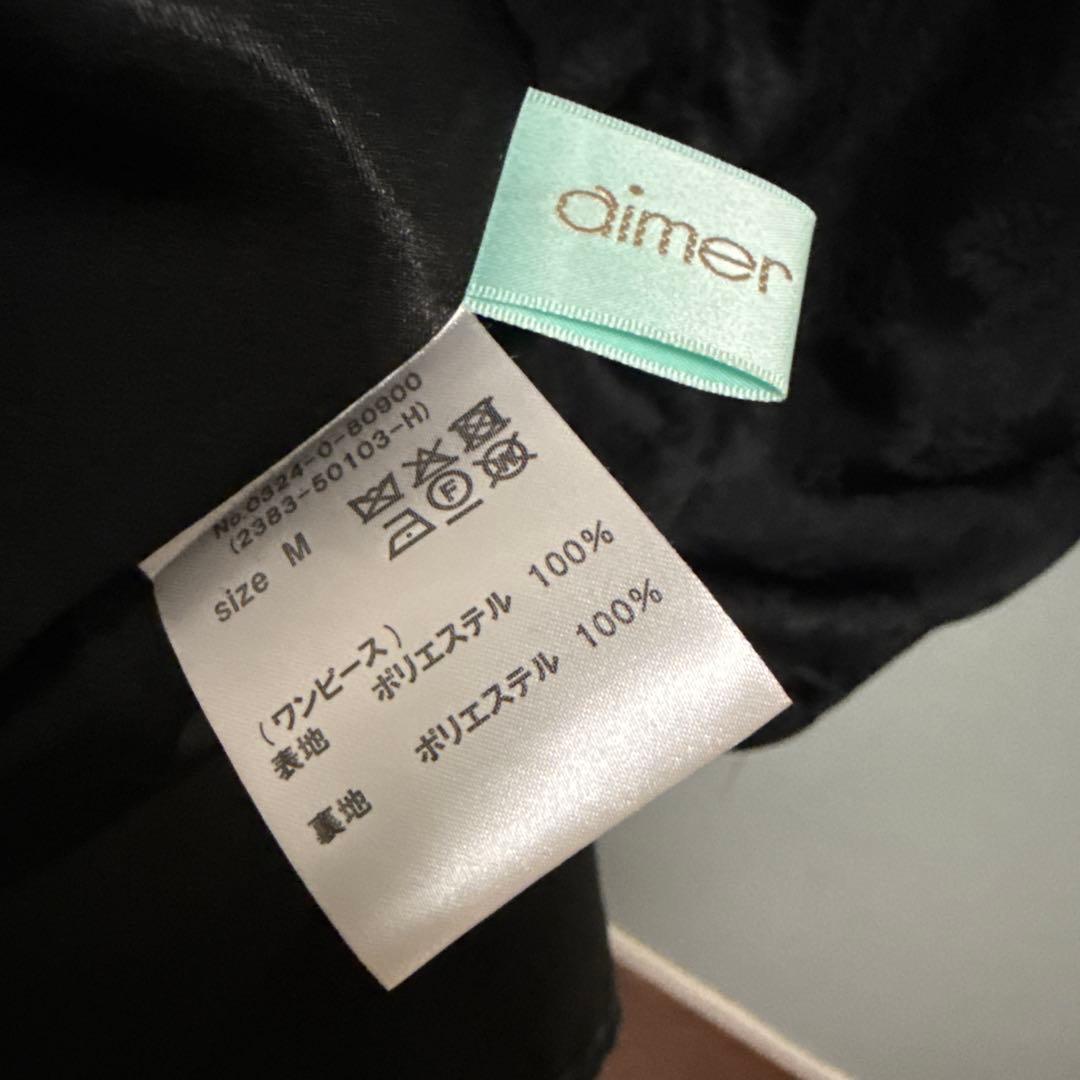 aimer
No.0324-0-80900
(2383-50103-H)
size M
F
W
(ワンピース)
表地 ポリエステル 100%
裏地 ポリエステル 100%